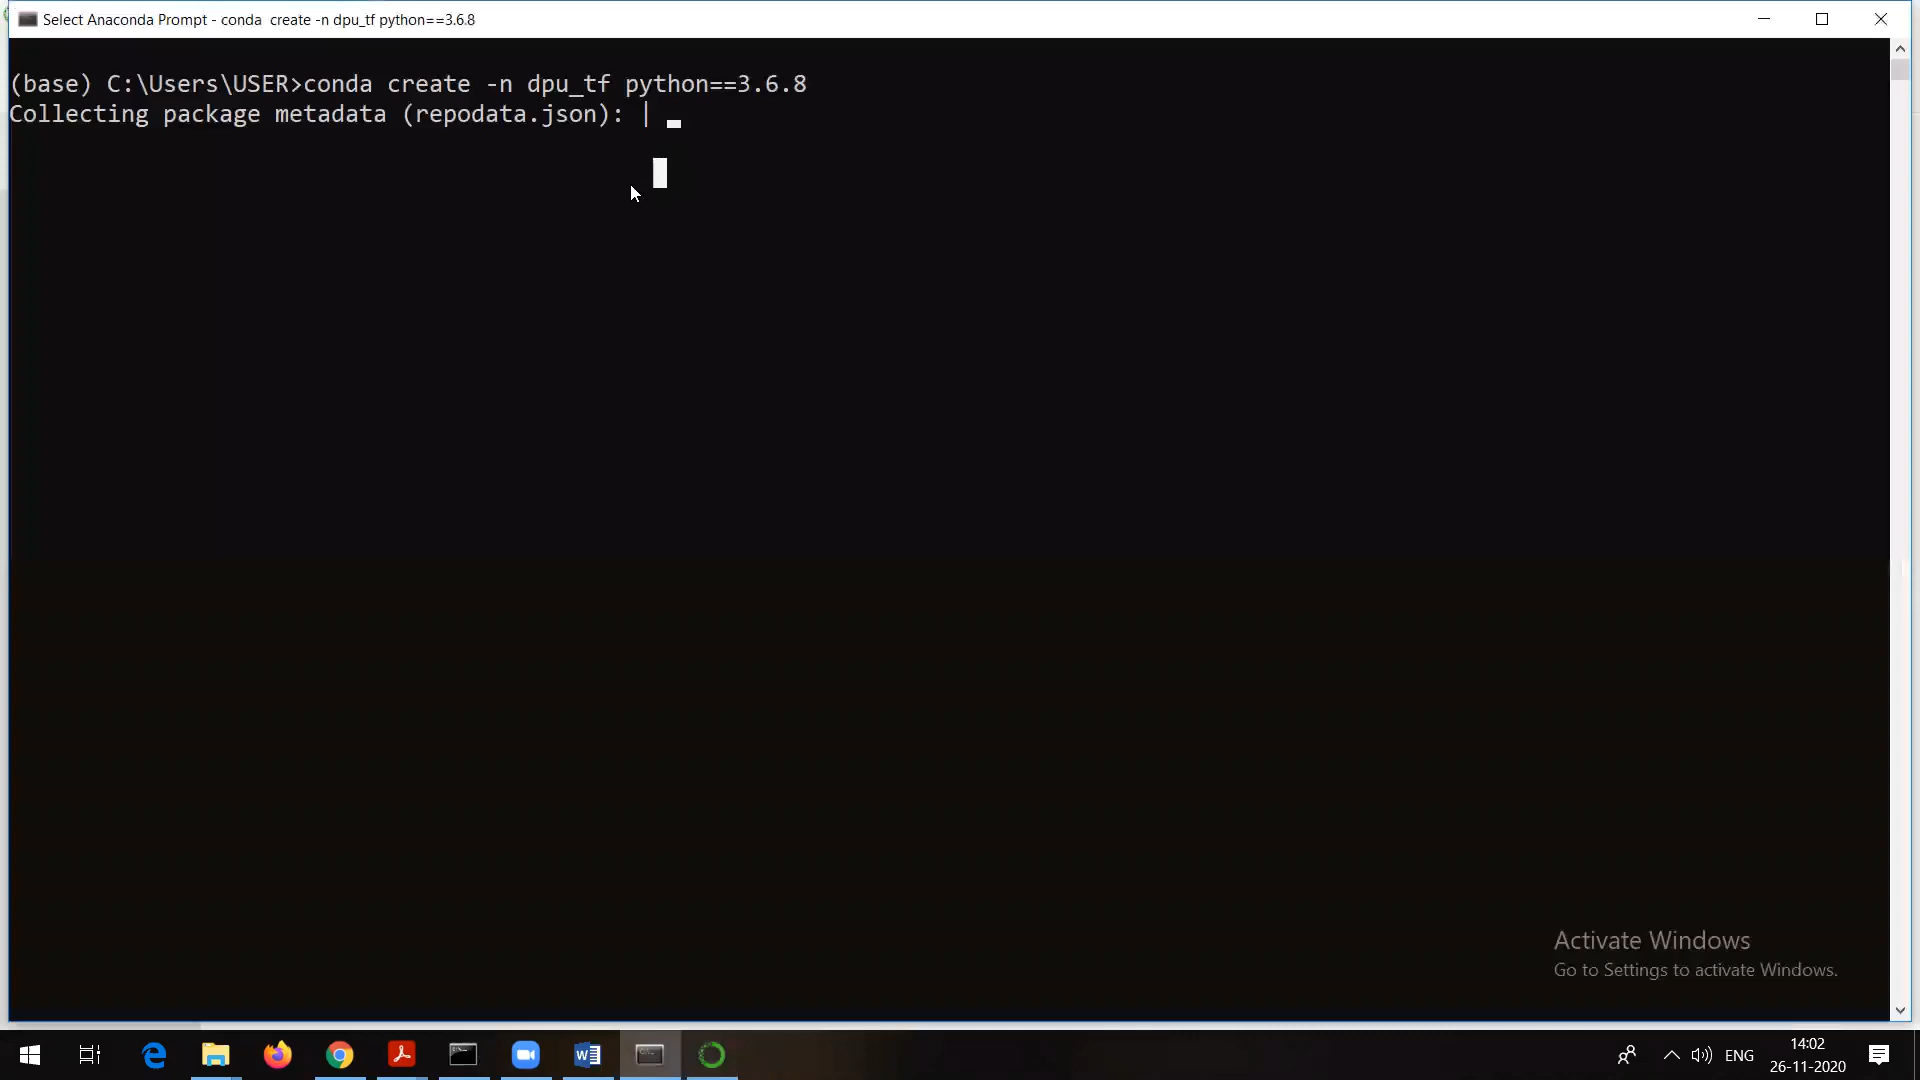 Select Anaconda Prompt - conda  create -n dpu_tf python==3.6.8
(base) C:\Users\USER>conda create -n dpu_tf python==3.6.8
Collecting package metadata (repodata.json): |
Activate Windows
Go to Settings to activate Windows.
ENG
14:02
26-11-2020